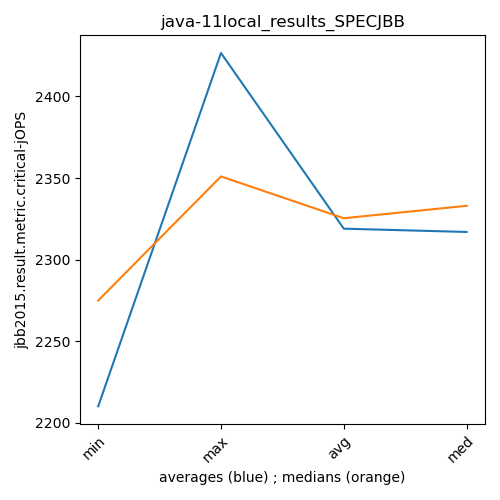 java-11local_results_SPECJBB
jbb2015.result.metric.critical-jOPS
2400
2350
2300
2250
2200
min
max
avg
med
averages (blue) ; medians (orange)